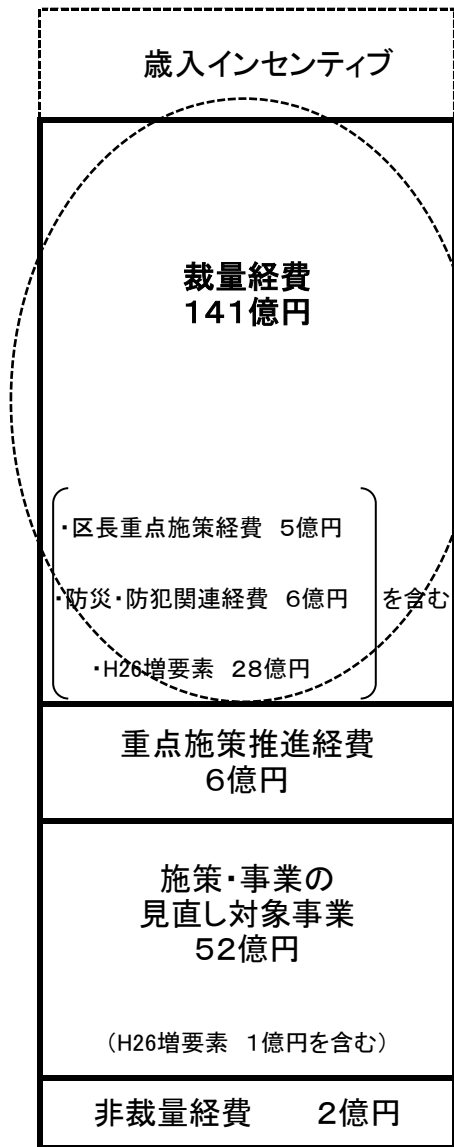 歳入インセンティブ
裁量経費
141億円
・区長重点施策経費 5億円
・防災・防犯関連経費 6億円 を含む
・H26増要素 28億円
重点施策推進経費
6億円
施策・事業の
見直し対象事業
52億円
（H26増要素 1億円を含む）
非裁量経費 2億円